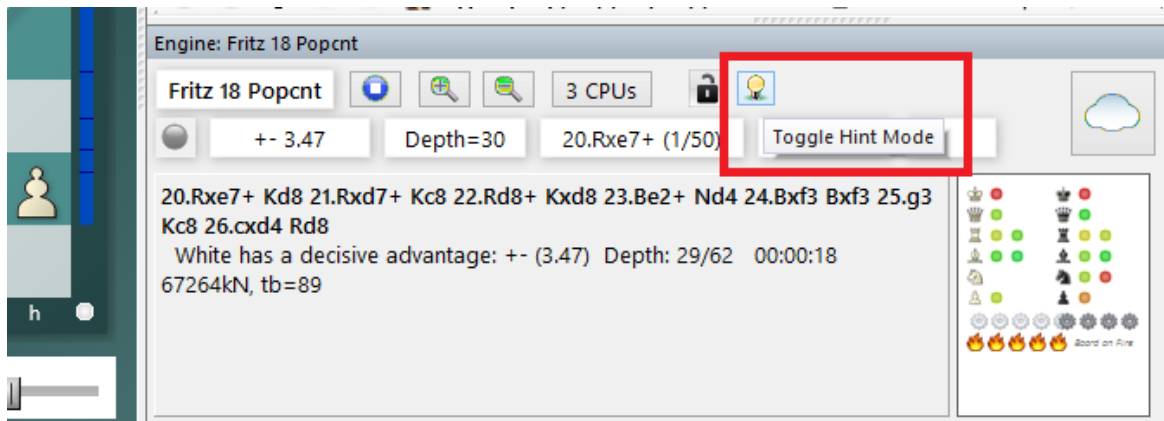 Engine: Fritz 18 Popcnt
Fritz 18 Popcnt
3 CPUs
+- 3.47
Depth=30
20.Rxe7+ (1/50)
Toggle Hint Mode
20.Rxe7+ Kd8 21.Rxd7+ Kc8 22.Rd8+ Kxd8 23.Be2+ Nd4 24.Bxf3 Bxf3 25.g3
Kc8 26.cxd4 Rd8
White has a decisive advantage: +- (3.47) Depth: 29/62 00:00:18
67264kN, tb=89
h
Board on Fire